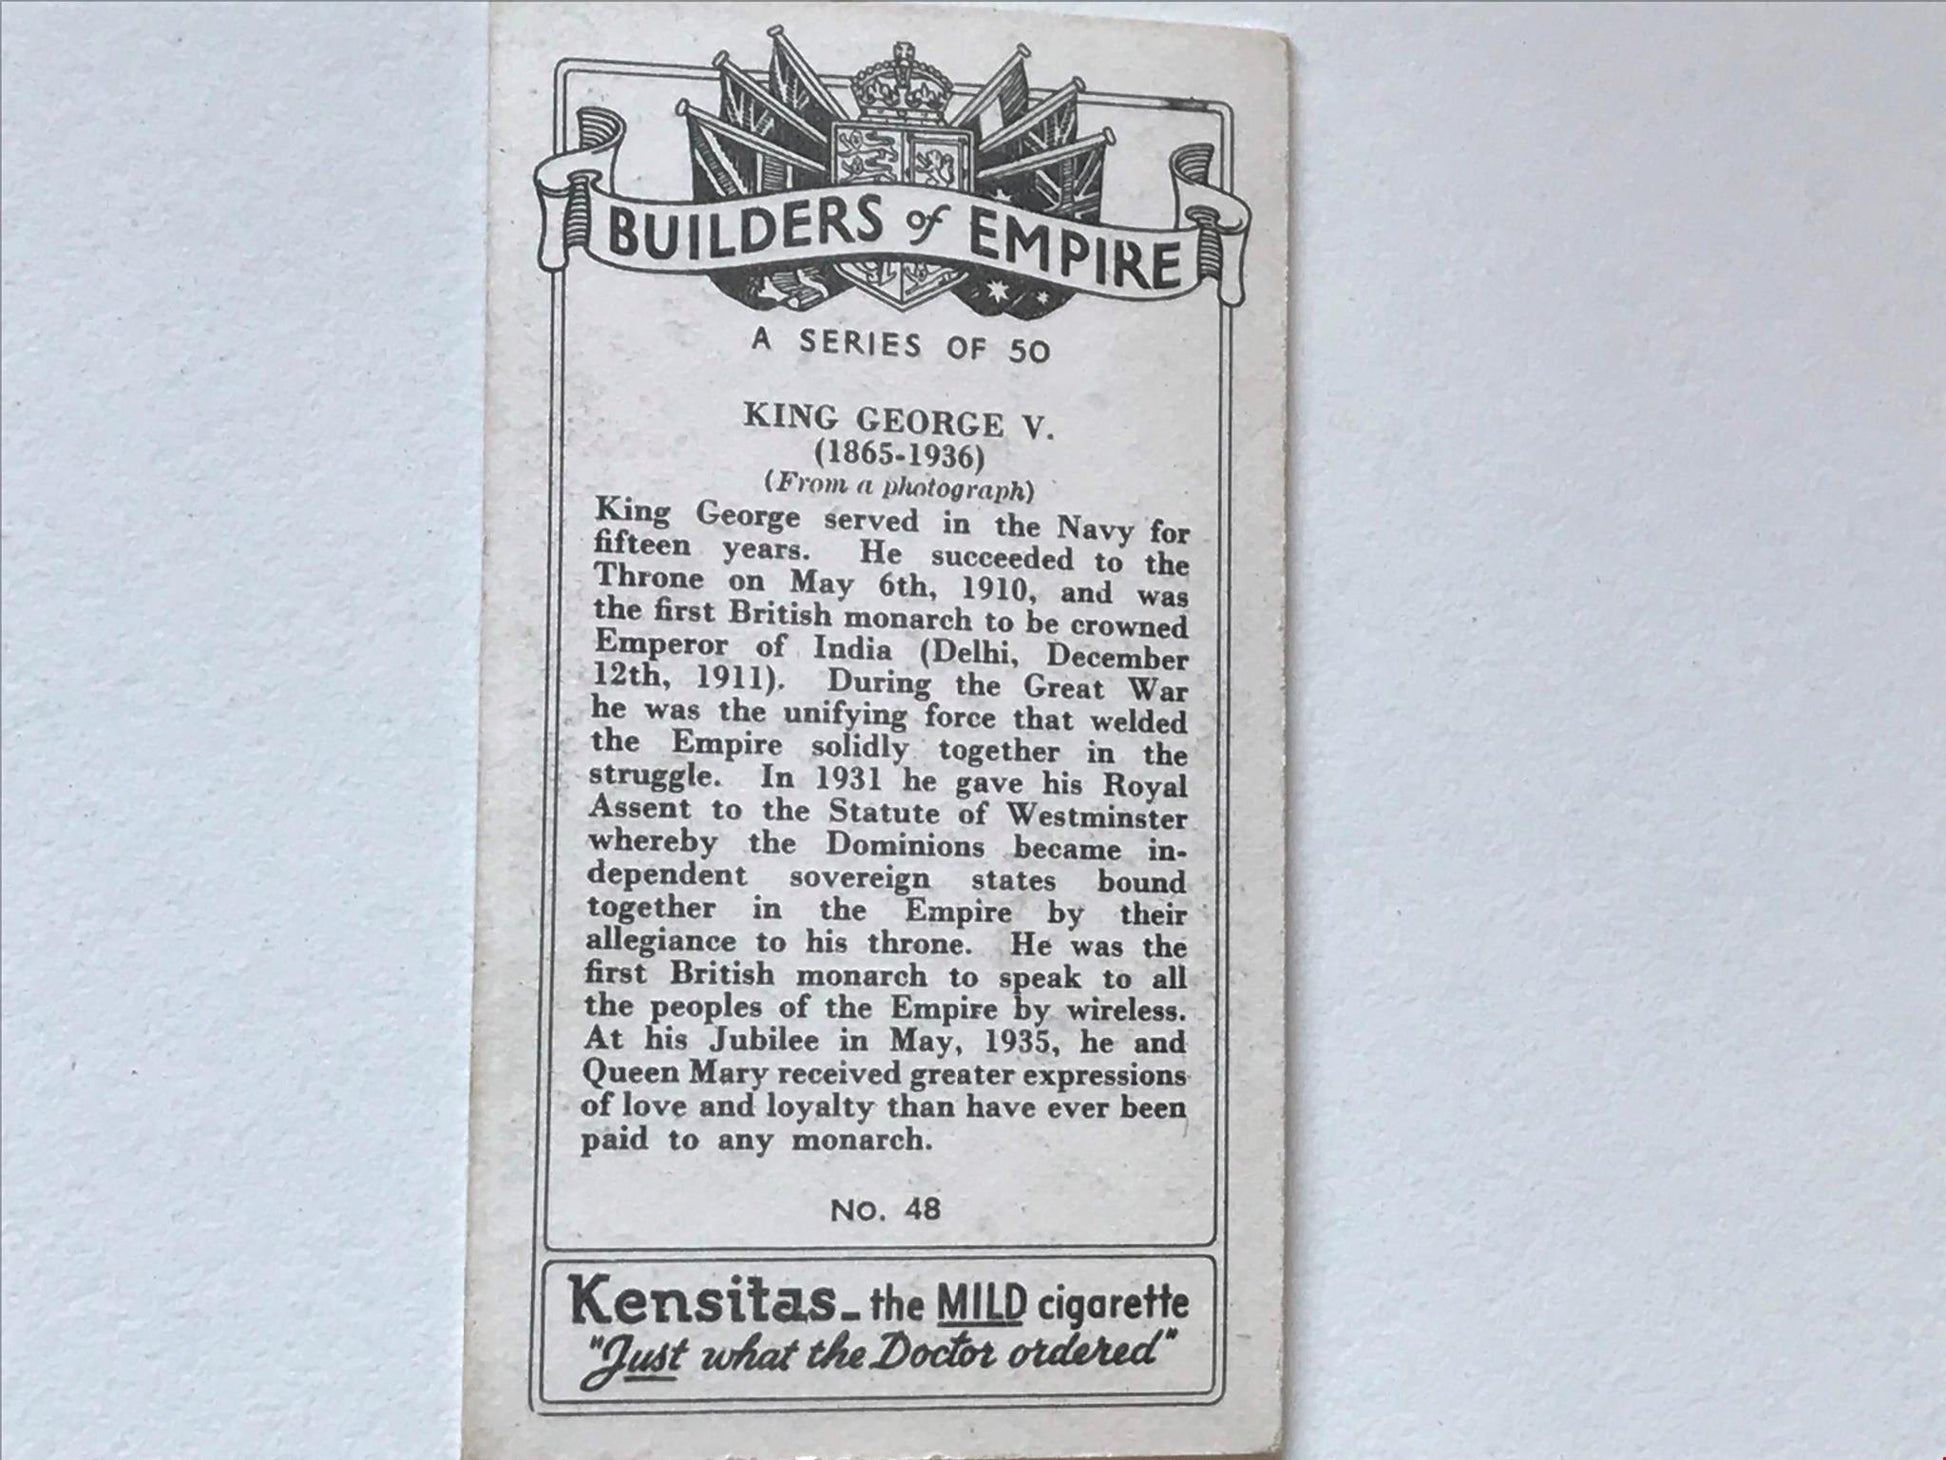 BUILDERS of EMPIRE
A SERIES OF 50
KING GEORGE V.
(1865-1936)
(From a photograph)
King George served in the Navy for
fifteen years. He succeeded to the
Throne on May 6th, 1910, and was
the first British monarch to be crowned
Emperor of India (Delhi, December
12th, 1911). During the Great War
he was the unifying force that welded
the Empire solidly together in the
struggle. In 1931 he gave his Royal
Assent to the Statute of Westminster
whereby the Dominions became in-
dependent sovereign states bound
together in the Empire by their
allegiance to his throne. He was the
first British monarch to speak to all
the peoples of the Empire by wireless.
At his Jubilee in May, 1935, he and
Queen Mary received greater expressions
of love and loyalty than have ever been
paid to any monarch.
No. 48
Kensitas - the MILD cigarette
"Just what the Doctor ordered"